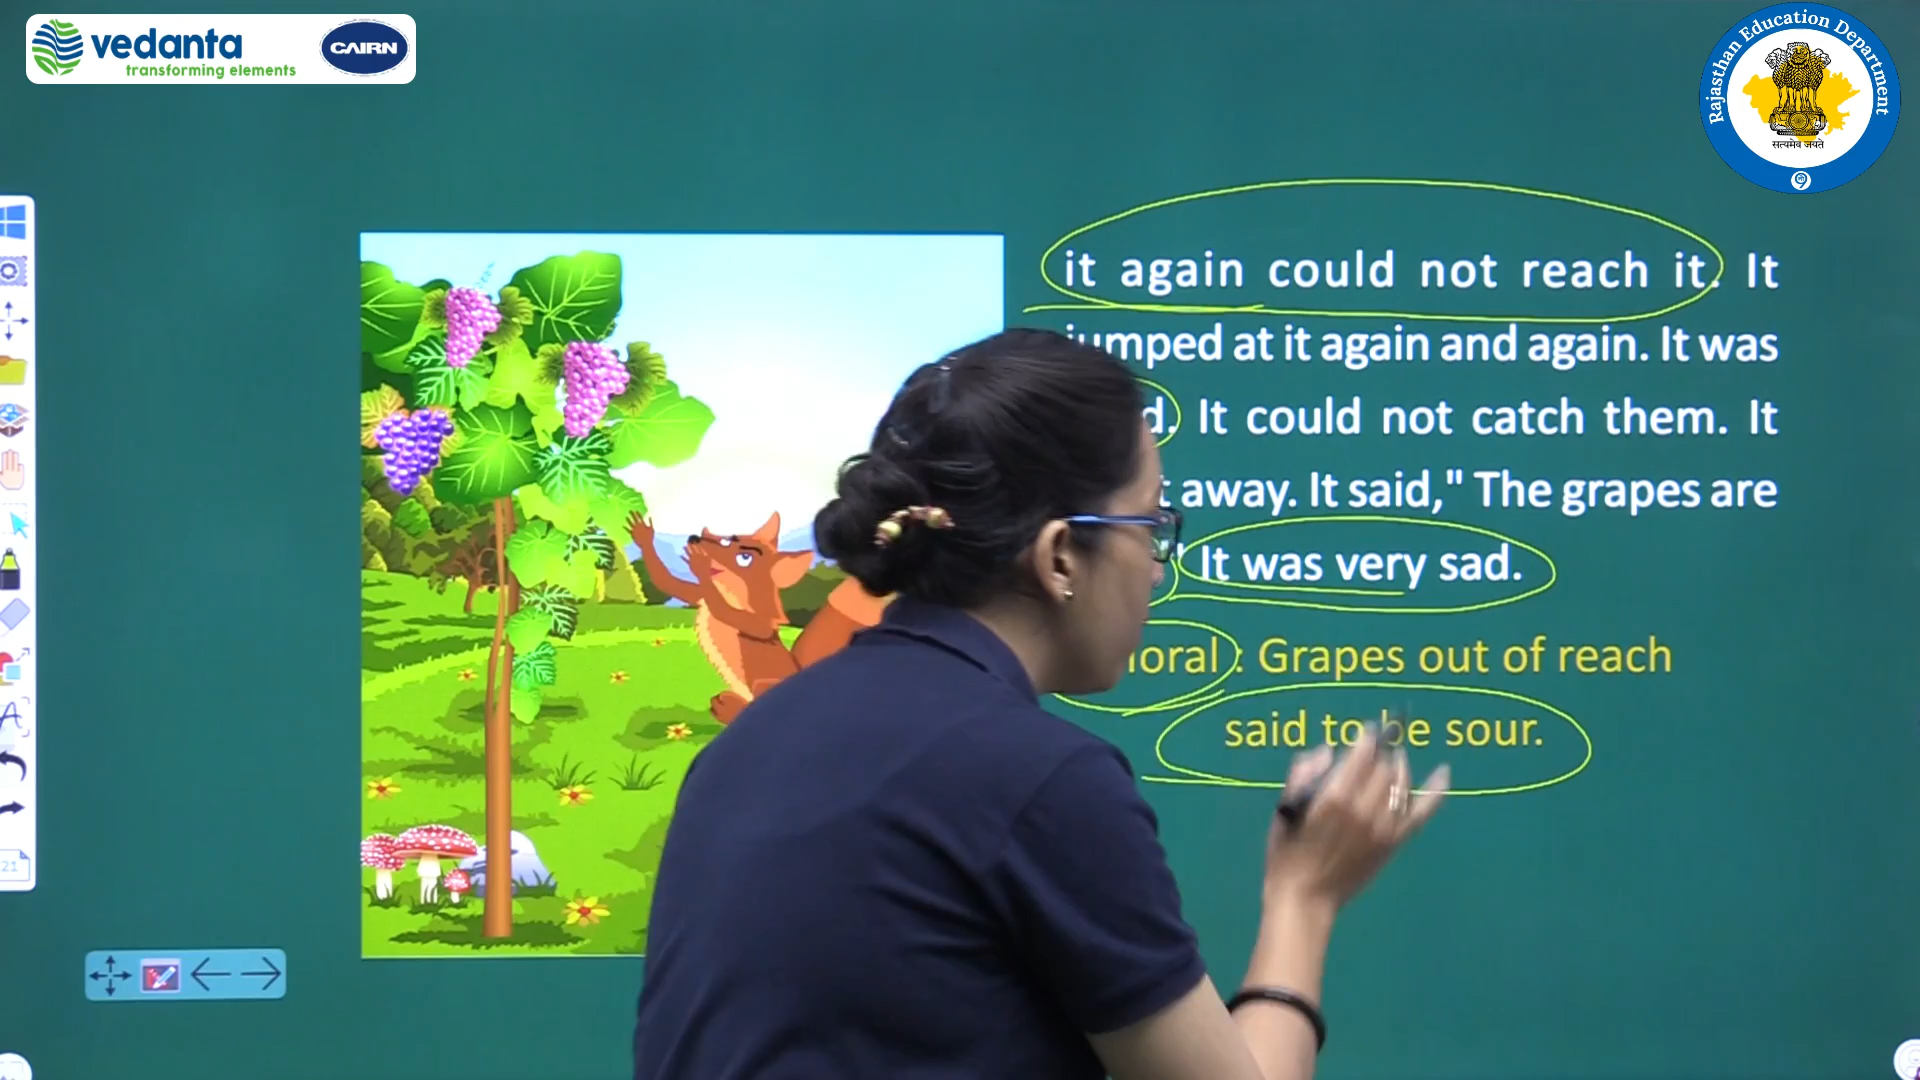 vedanta
transforming elements
CAIRN
Rajasthan Education Department
सत्यमेव जयते
it again could not reach it. It
jumped at it again and again. It was
It could not catch them. It
away. It said," The grapes are
It was very sad.
: Grapes out of reach
said to be sour.
21